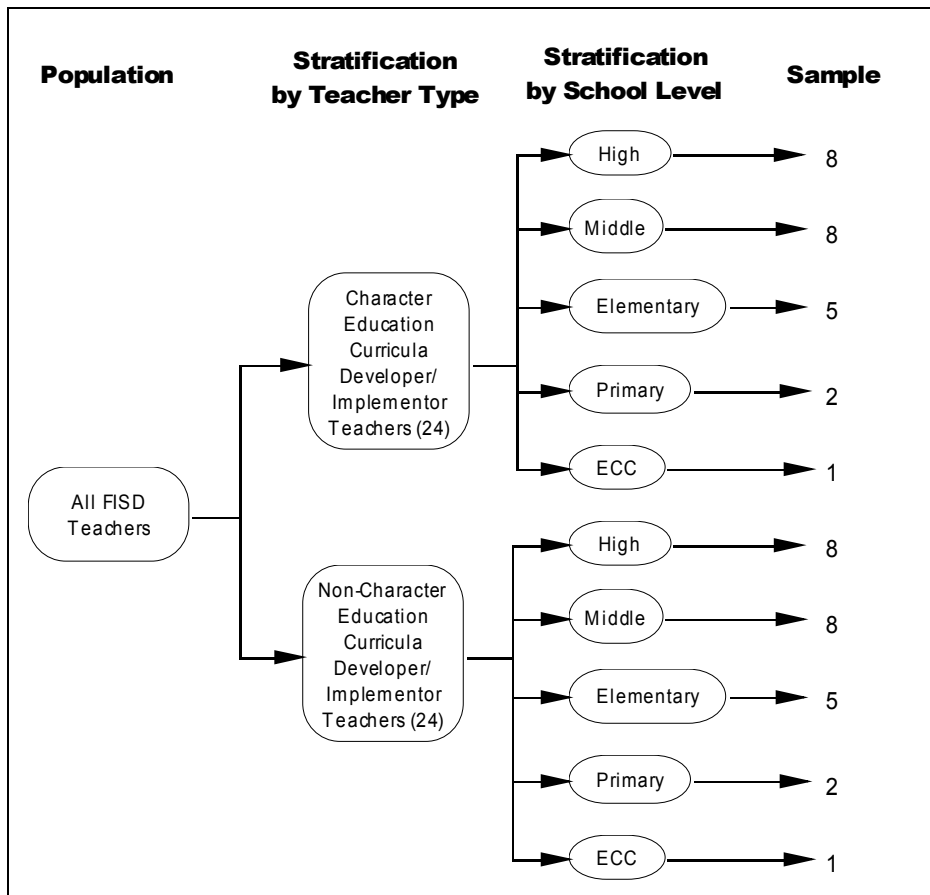 Population
Stratification
by Teacher Type
Stratification
by School Level
Sample
All FISD
Teachers
Character
Education
Curricula
Developer/
Implementor
Teachers (24)
High
8
Middle
8
Elementary
5
Primary
2
ECC
1
Non-Character
Education
Curricula
Developer/
Implementor
Teachers (24)
High
8
Middle
8
Elementary
5
Primary
2
ECC
1